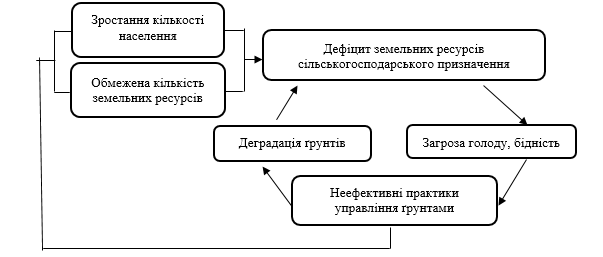 Зростання кількості
населення
Обмежена кількість
земельних ресурсів
Дефіцит земельних ресурсів
сільськогосподарського призначення
Деградація ґрунтів
Загроза голоду, бідність
Неефективні практики
управління ґрунтами